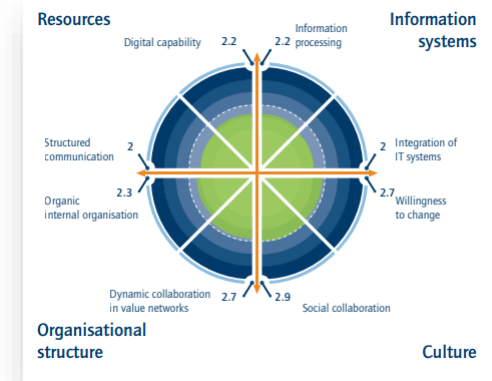 Resources
Information
systems
Digital capability 2.2
2.2 Information
processing
Structured
communication 2
2 Integration of
IT systems
Organic
internal organisation 2.3
2.7 Willingness
to change
Dynamic collaboration
in value networks 2.7
2.9 Social collaboration
Organisational
structure
Culture